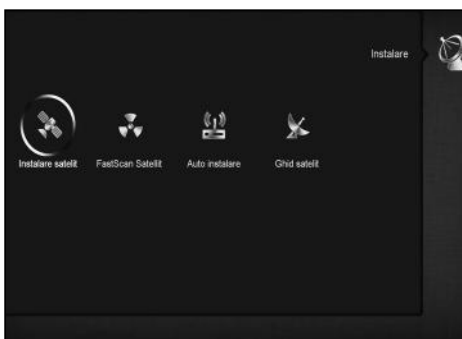 Instalare
Instalare satelit
FastScan Satellit
Auto instalare
Ghid satelit